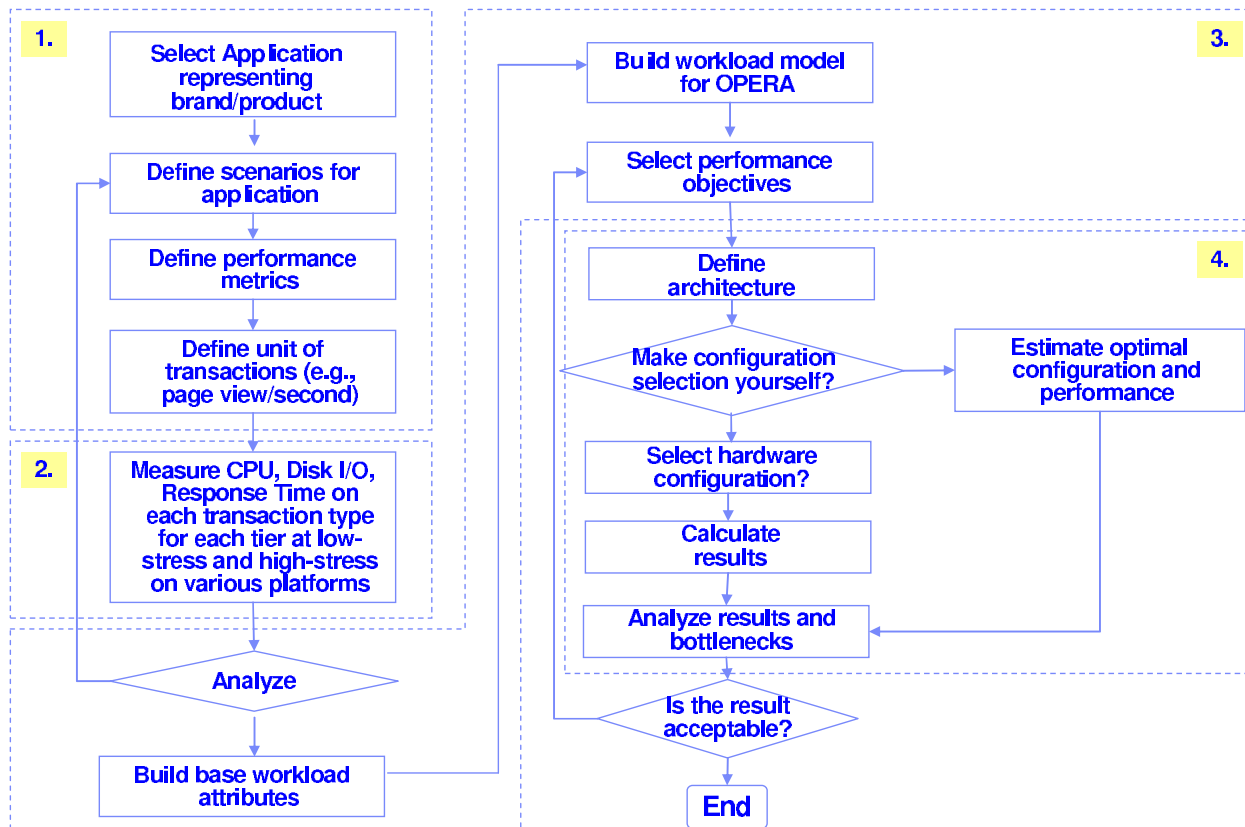 1.
Select Application
representing
brand/product
Define scenarios for
application
Define performance
metrics
Define unit of
transactions (e.g.,
page view/second)
2.
Measure CPU, Disk I/O,
Response Time on
each transaction type
for each tier at low-
stress and high-stress
on various platforms
Analyze
Build base workload
attributes
3.
Build workload model
for OPERA
Select performance
objectives
4.
Define
architecture
Make configuration
selection yourself?
Estimate optimal
configuration and
performance
Select hardware
configuration?
Calculate
results
Analyze results and
bottlenecks
Is the result
acceptable?
End